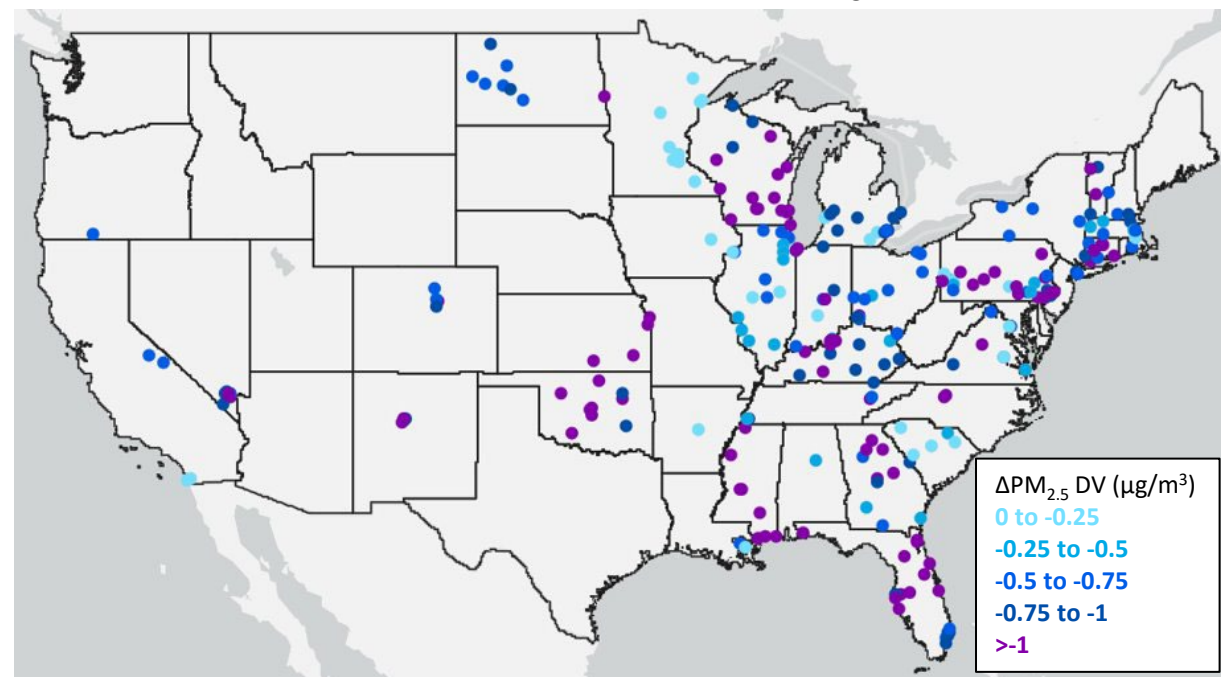 ΔPM₂.₅ DV (µg/m³)
0 to -0.25
-0.25 to -0.5
-0.5 to -0.75
-0.75 to -1
>-1